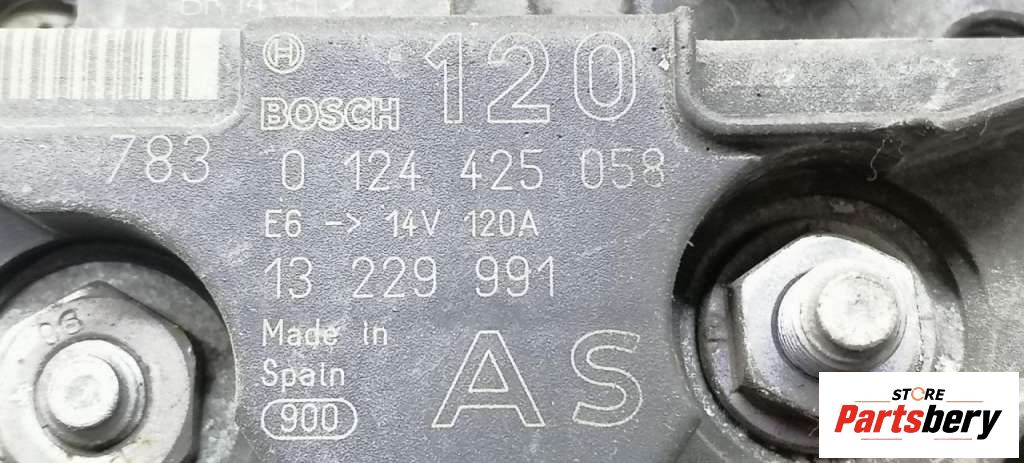 120
BOSCH
783
0 124 425 058
E6 -> 14V 120A
13 229 991
Made in
Spain
AS
900
08
STORE
Partsbery